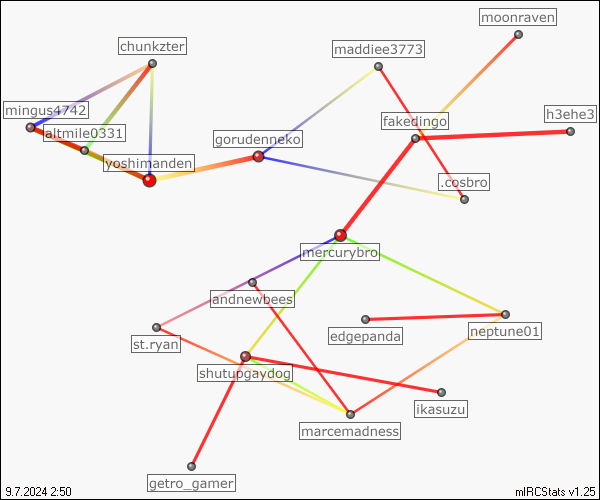 moonraven
chunkzter
maddiee3773
mingus4742
h3ehe3
altmile0331
fakedingo
gorudenneko
yoshimanden
.cosbro
mercurybro
andnewbees
edgepanda
neptune01
st.ryan
shutupgaydog
ikasuzu
marcemadness
getro_gamer
9.7.2024 2:50
mIRCStats v1.25